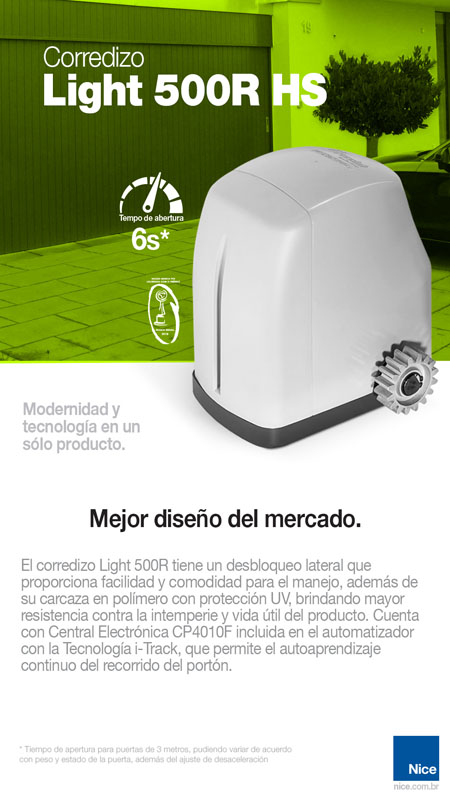 Corredizo
Light 500R HS
Tempo de abertura
6s*
Modernidad y
tecnología en un
sólo producto.
Mejor diseño del mercado.
El corredizo Light 500R tiene un desbloqueo lateral que
proporciona facilidad y comodidad para el manejo, además de
su carcaza en polímero con protección UV, brindando mayor
resistencia contra la intemperie y vida útil del producto. Cuenta
con Central Electrónica CP4010F incluida en el automatizador
con la Tecnología i-Track, que permite el autoaprendizaje
continuo del recorrido del portón.
* Tiempo de apertura para puertas de 3 metros, pudiendo variar de acuerdo
con peso y estado de la puerta, además del ajuste de desaceleración
Nice
nice.com.br